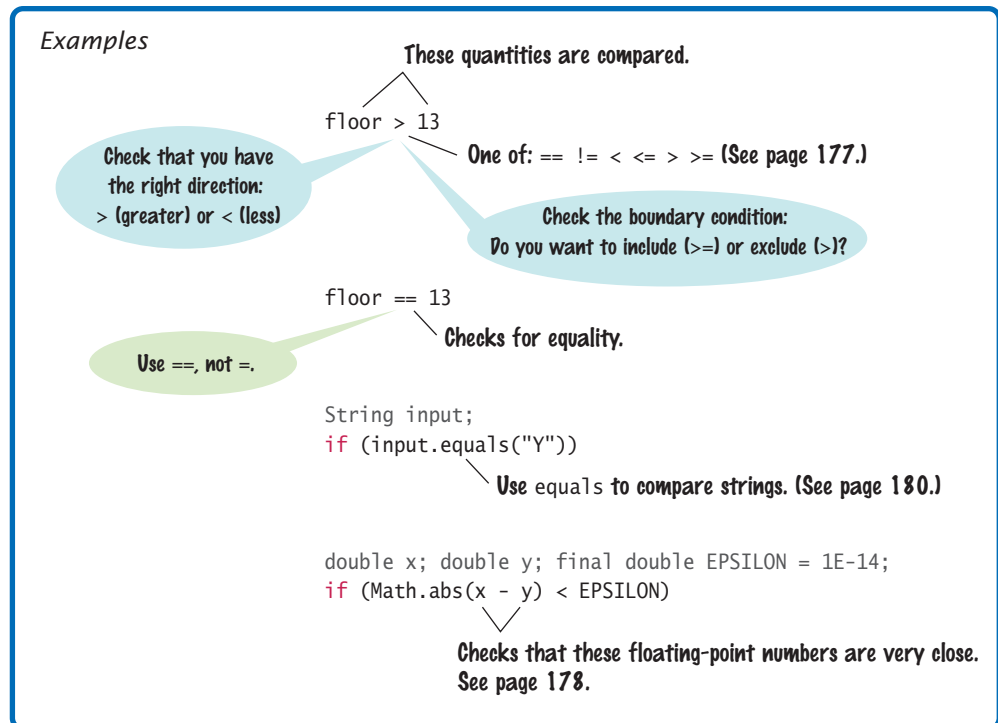 Examples
These quantities are compared.
floor > 13
One of: == != < <= > >= (See page 177.)
Check that you have
the right direction:
> (greater) or < (less)
Check the boundary condition:
Do you want to include (>=) or exclude (>)?
floor == 13
Checks for equality.
Use ==, not =.
String input;
if (input.equals("Y"))
Use equals to compare strings. (See page 180.)
double x; double y; final double EPSILON = 1E-14;
if (Math.abs(x - y) < EPSILON)
Checks that these floating-point numbers are very close.
See page 178.